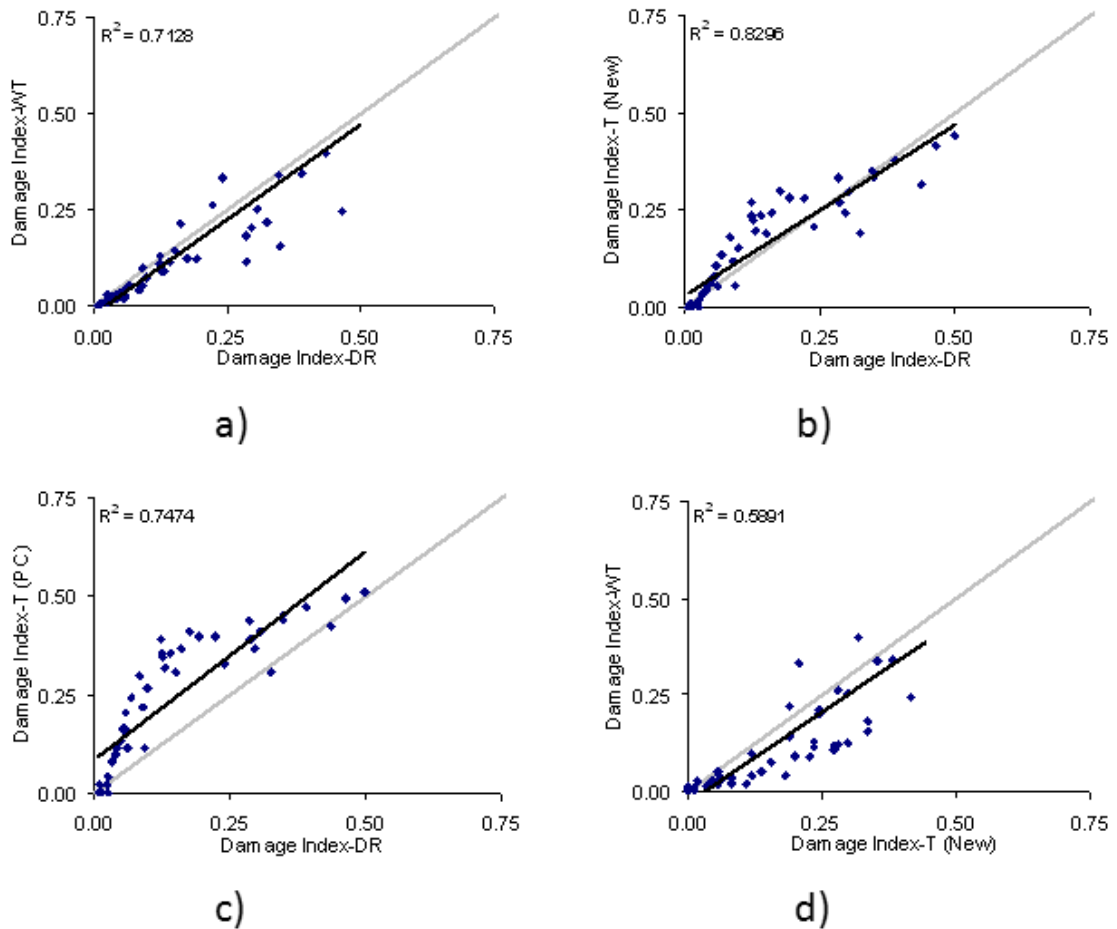 0.75
R² = 0.7128
Damage Index-WT
0.50
0.25
0.00
0.00 0.25 0.50 0.75
Damage Index-DR
a)
0.75
R² = 0.8296
Damage Index-T (New)
0.50
0.25
0.00
0.00 0.25 0.50 0.75
Damage Index-DR
b)
0.75
R² = 0.7474
Damage Index-T (PC)
0.50
0.25
0.00
0.00 0.25 0.50 0.75
Damage Index-DR
c)
0.75
R² = 0.5891
Damage Index-WT
0.50
0.25
0.00
0.00 0.25 0.50 0.75
Damage Index-T (New)
d)